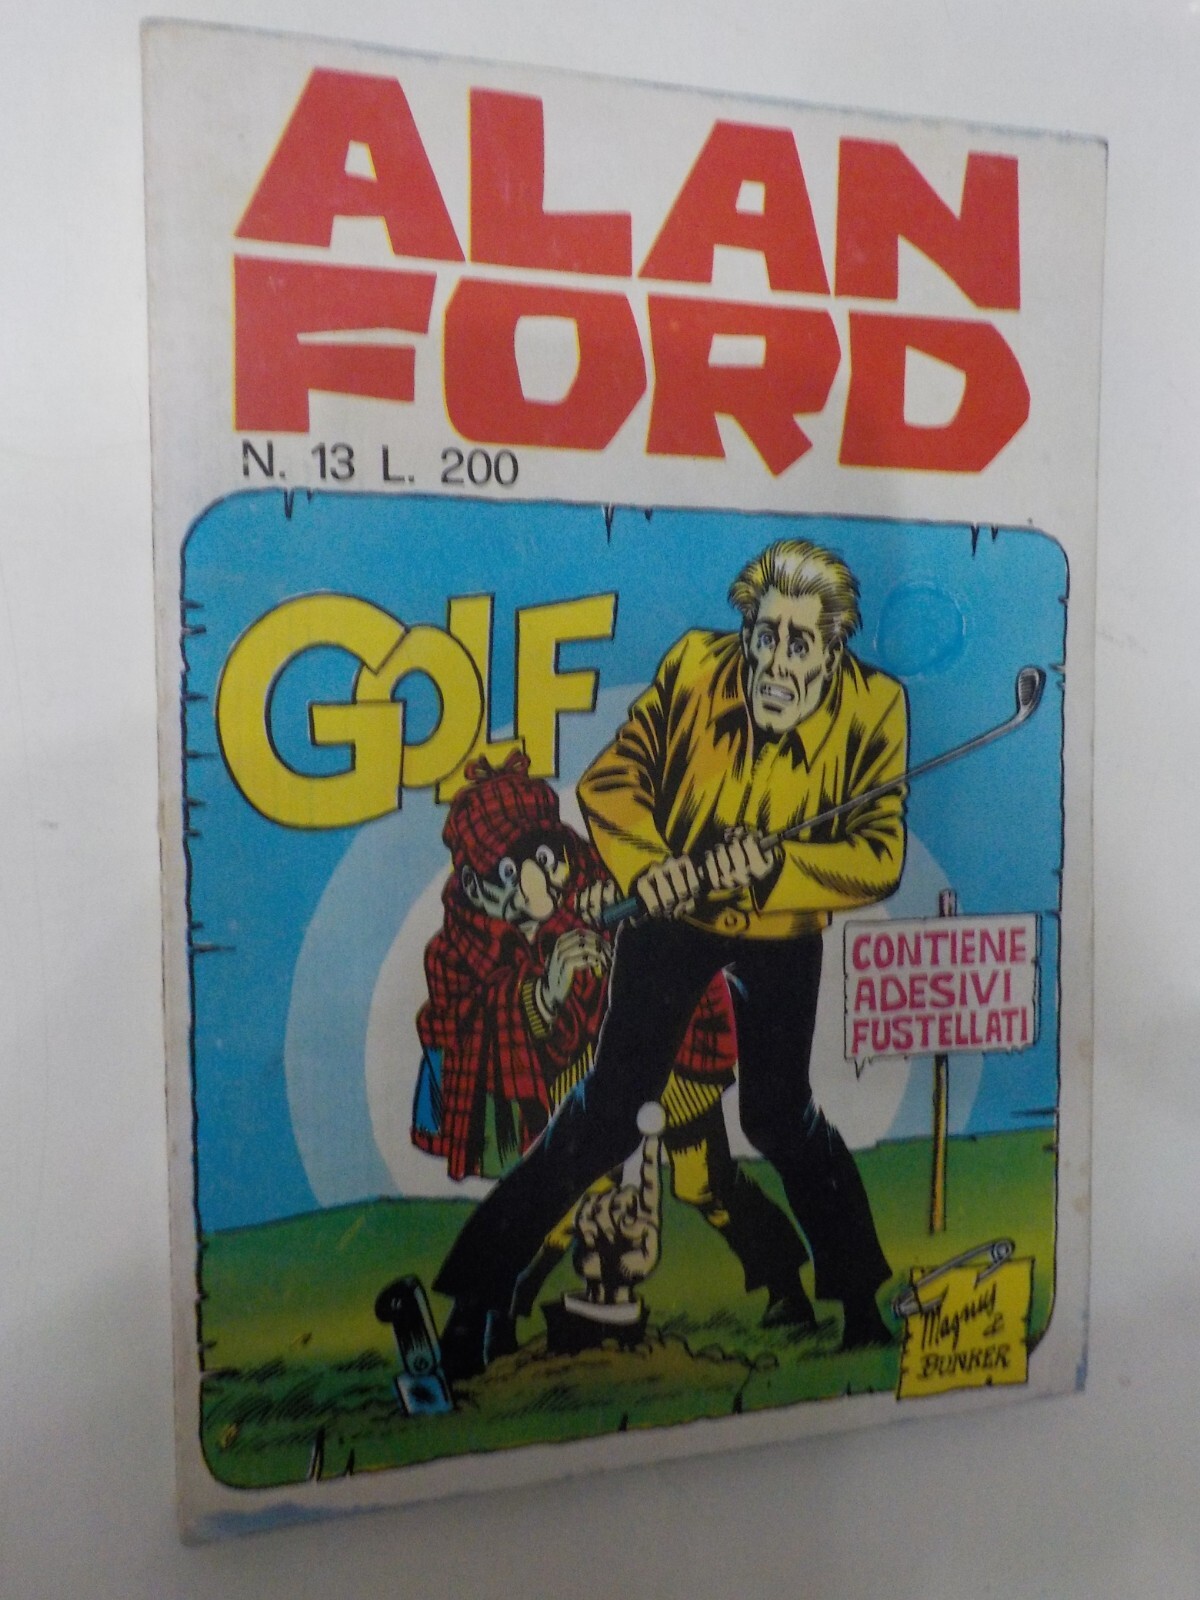 ALAN
FORD
N. 13 L. 200
GOLF
CONTIENE
ADESIVI
FUSTELLATI
Magnus
&
BUNKER